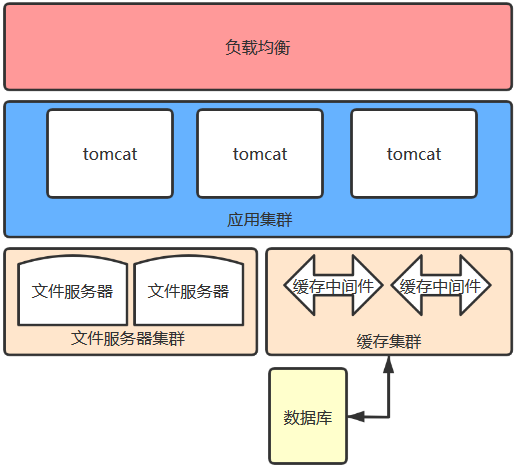 负载均衡
tomcat
tomcat
tomcat
应用集群
文件服务器
文件服务器
文件服务器集群
缓存中间件
缓存中间件
缓存集群
数据库